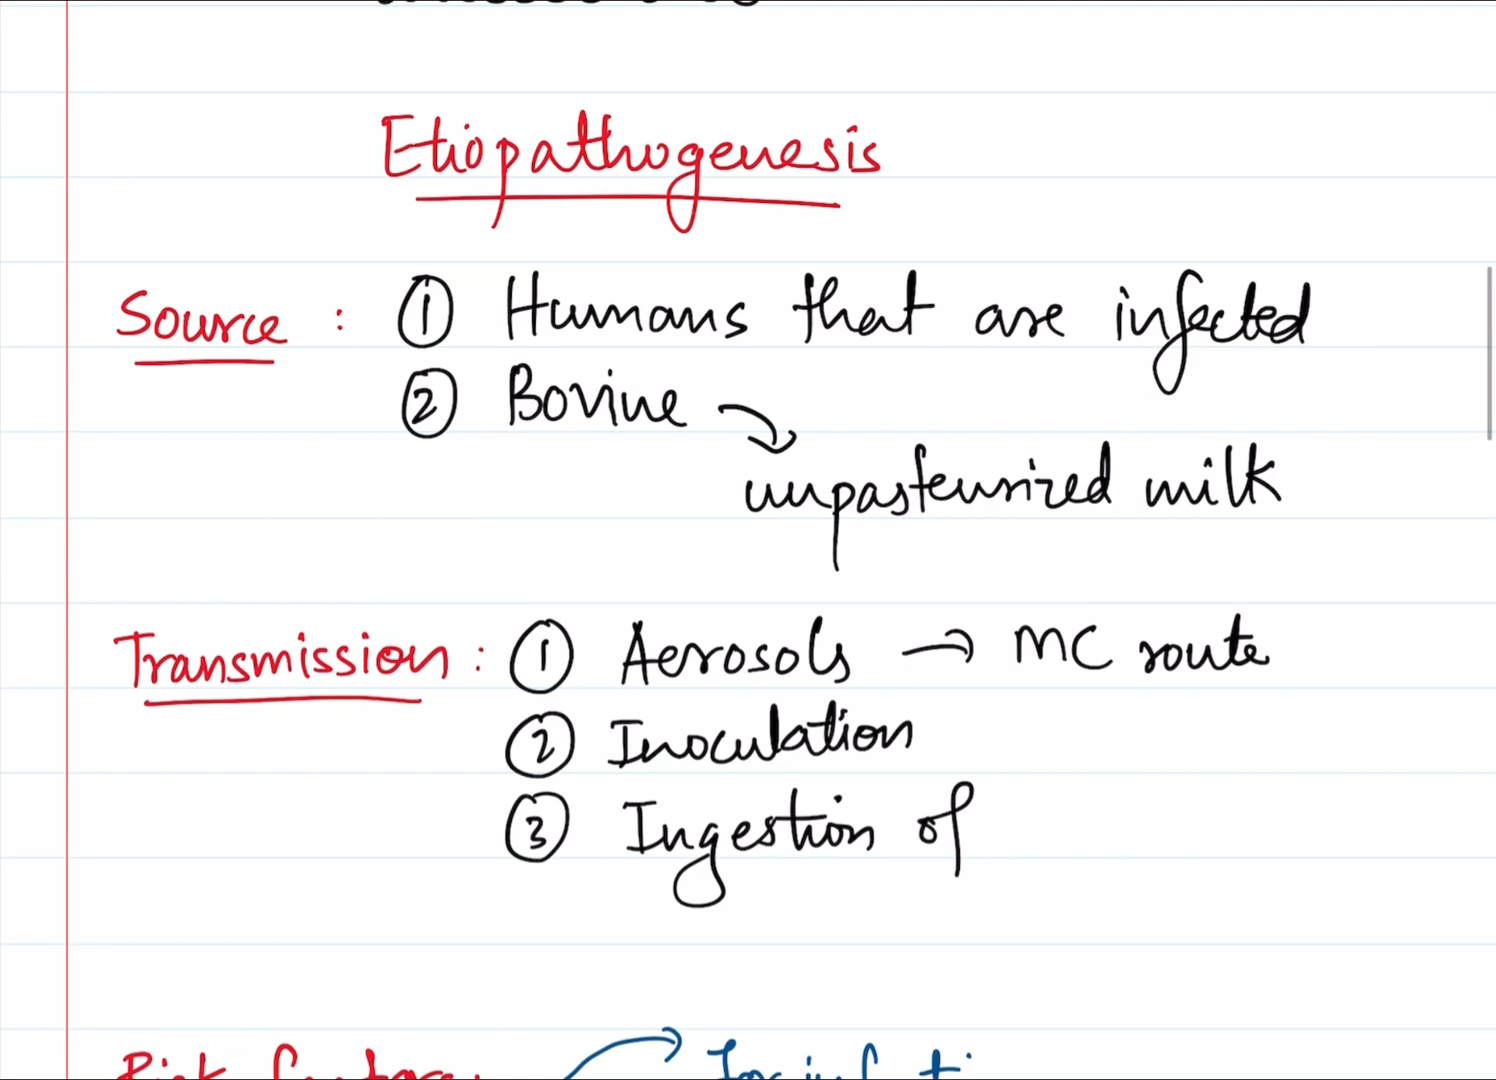 Etiopathogenesis
Source : ① Humans that are infected
② Bovine ↘
unpasteurized milk
Transmission : ① Aerosols → MC route
② Inoculation
③ Ingestion of